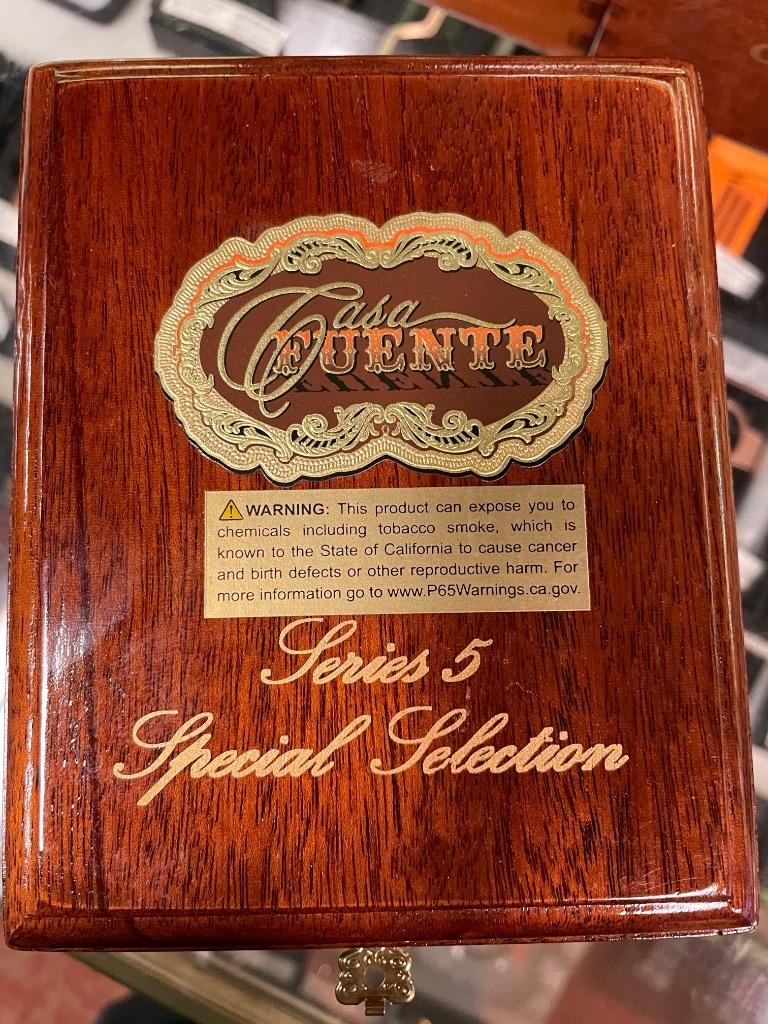 Casa
FUENTE
WARNING: This product can expose you to
chemicals including tobacco smoke, which is
known to the State of California to cause cancer
and birth defects or other reproductive harm. For
more information go to www.P65Warnings.ca.gov.
Series 5
Special Selection